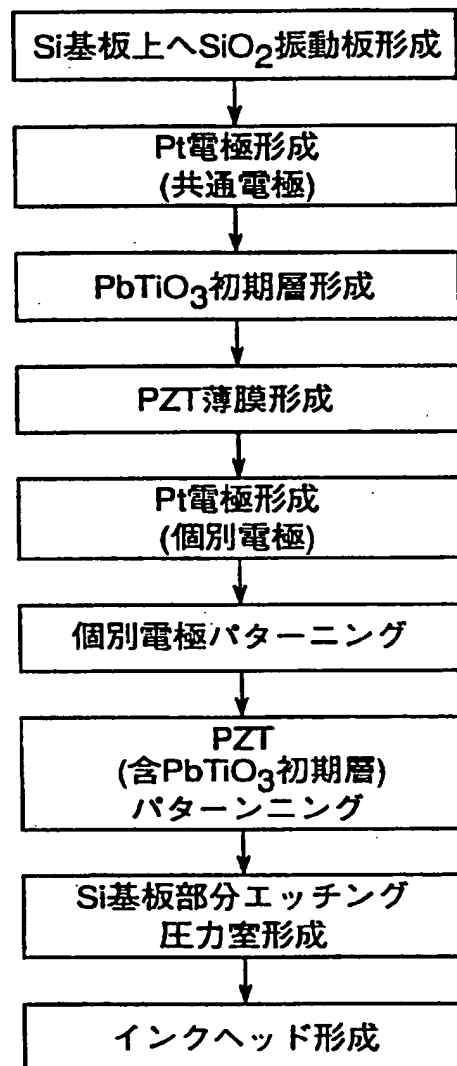 Si基板上へSiO₂振動板形成
Pt電極形成
(共通電極)
PbTiO₃初期層形成
PZT薄膜形成
Pt電極形成
(個別電極)
個別電極パターニング
PZT
(含PbTiO₃初期層)
パターンニング
Si基板部分エッチング
圧力室形成
インクヘッド形成